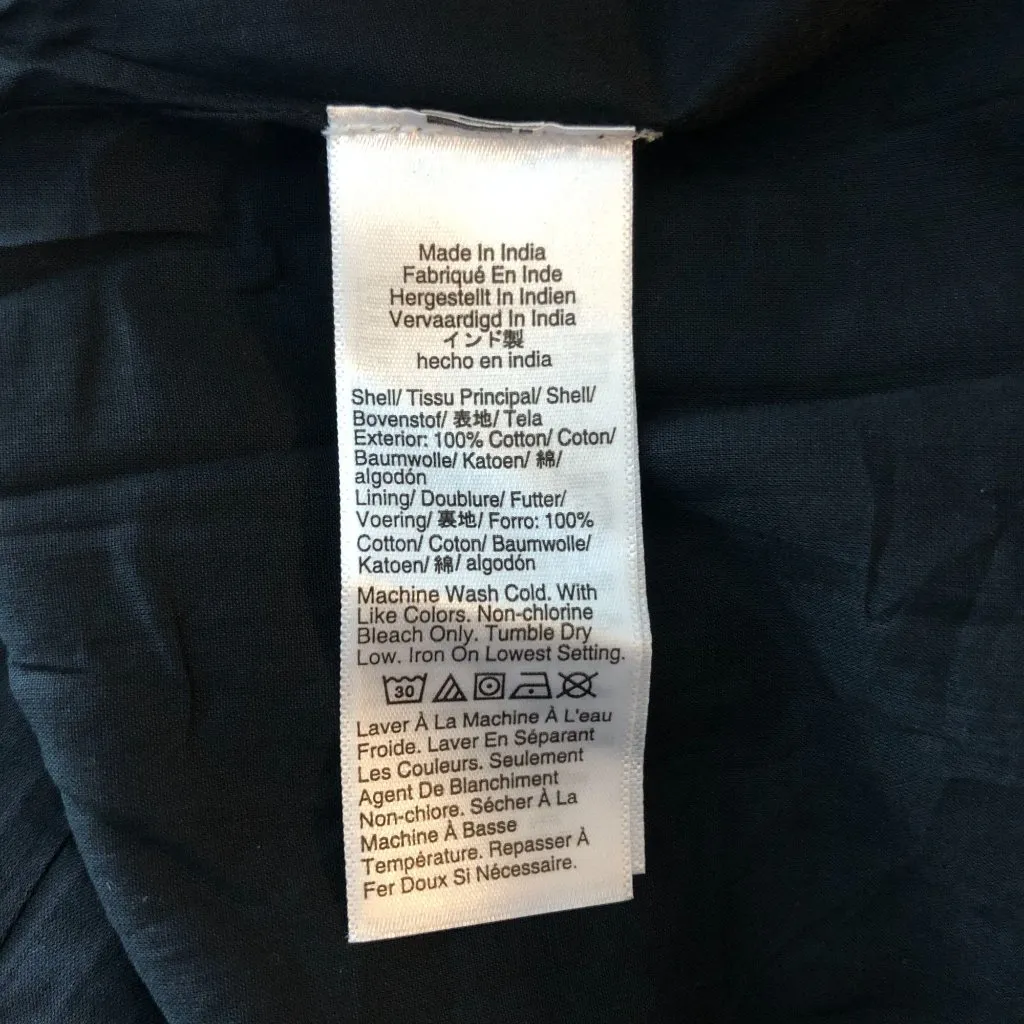 Made In India
Fabriqué En Inde
Hergestellt In Indien
Vervaardigd In India
インド製
hecho en india
Shell/ Tissu Principal/ Shell/
Bovenstof/ 表地/ Tela
Exterior: 100% Cotton/ Coton/
Baumwolle/ Katoen/ 綿/
algodón
Lining/ Doublure/ Futter/
Voering/ 裏地/ Forro: 100%
Cotton/ Coton/ Baumwolle/
Katoen/ 綿/ algodón
Machine Wash Cold. With
Like Colors. Non-chlorine
Bleach Only. Tumble Dry
Low. Iron On Lowest Setting.
30
Laver À La Machine À L'eau
Froide. Laver En Séparant
Les Couleurs. Seulement
Agent De Blanchiment
Non-chlore. Sécher À La
Machine À Basse
Température. Repasser À
Fer Doux Si Nécessaire.